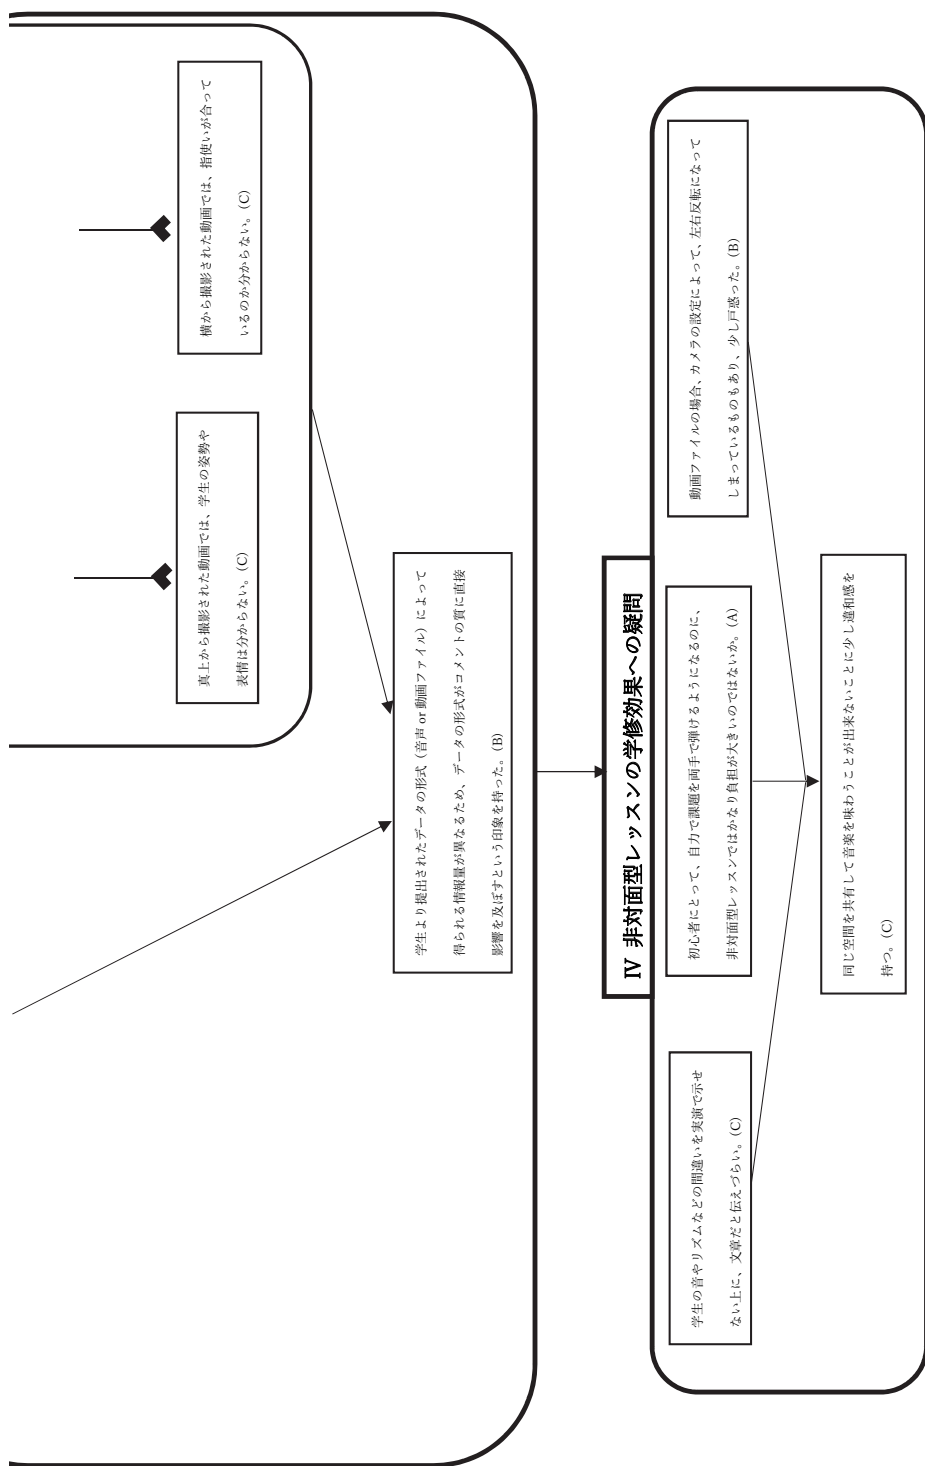 真上から撮影された動画では、学生の姿勢や
表情は分からない。(C)
横から撮影された動画では、指使いが合って
いるのか分からない。(C)
学生より提出されたデータの形式（音声 or 動画ファイル）によって
得られる情報量が異なるため、データの形式がコメントの質に直接
影響を及ぼすという印象を持った。(B)
Ⅳ 非対面型レッスンの学修効果への疑問
学生の音やリズムなどの間違いを実演で示せ
ない上に、文章だと伝えづらい。(C)
初心者にとって、自力で課題を両手で弾けるようになるのに、
非対面型レッスンではかなり負担が大きいのではないか。(A)
動画ファイルの場合、カメラの設定によって、左右反転になって
しまっているものもあり、少し戸惑った。(B)
同じ空間を共有して音楽を味わうことが出来ないことに少し違和感を
持つ。(C)